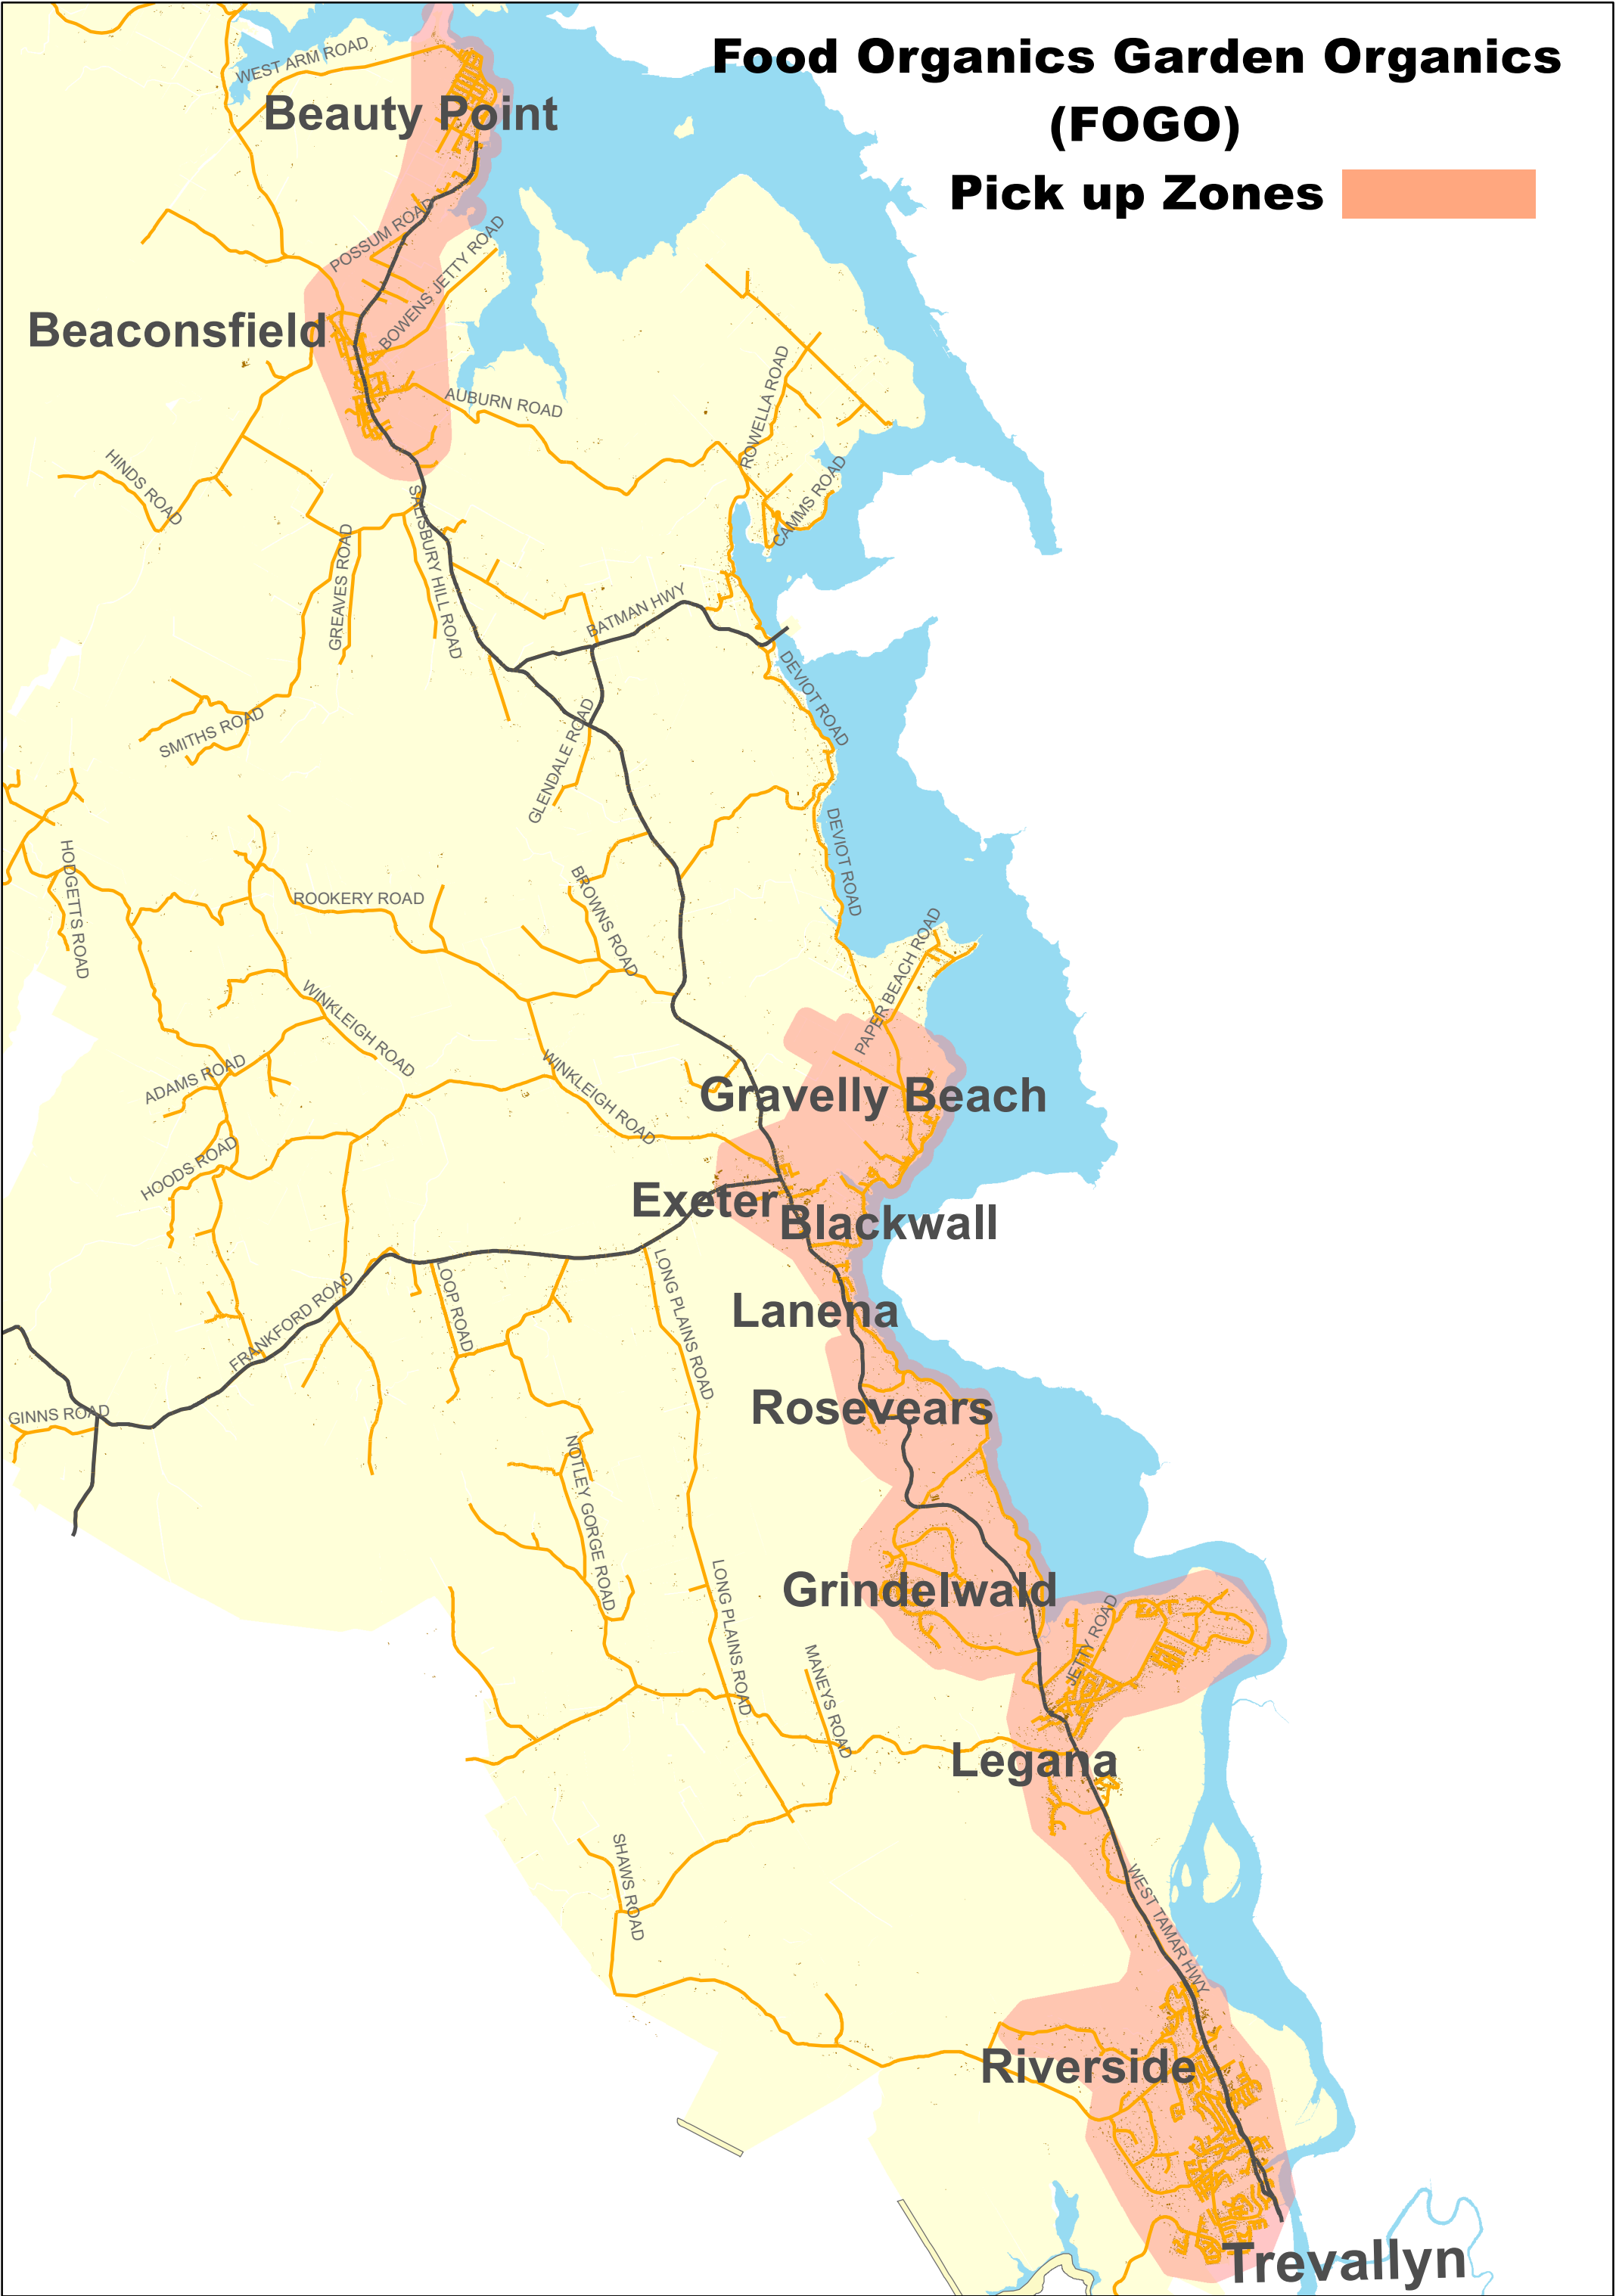 Food Organics Garden Organics
(FOGO)
Pick up Zones
WEST ARM ROAD
Beauty Point
POSSUM ROAD
BOWENS JETTY ROAD
Beaconsfield
AUBURN ROAD
ROWELLA ROAD
CAMMS ROAD
HINDS ROAD
SALISBURY HILL ROAD
GREAVES ROAD
BATMAN HWY
DEVIOT ROAD
SMITHS ROAD
GLENDALE ROAD
DEVIOT ROAD
HODGETTS ROAD
ROOKERY ROAD
BROWNS ROAD
PAPER BEACH ROAD
WINKLEIGH ROAD
ADAMS ROAD
WINKLEIGH ROAD
Gravelly Beach
HOODS ROAD
Exeter
Blackwall
LONG PLAINS ROAD
LOOP ROAD
FRANKFORD ROAD
Lanena
GINNS ROAD
Rosevears
NOTLEY GORGE ROAD
LONG PLAINS ROAD
Grindelwald
JETTY ROAD
MANEYS ROAD
Legana
SHAWS ROAD
WEST TAMAR HWY
Riverside
Trevallyn